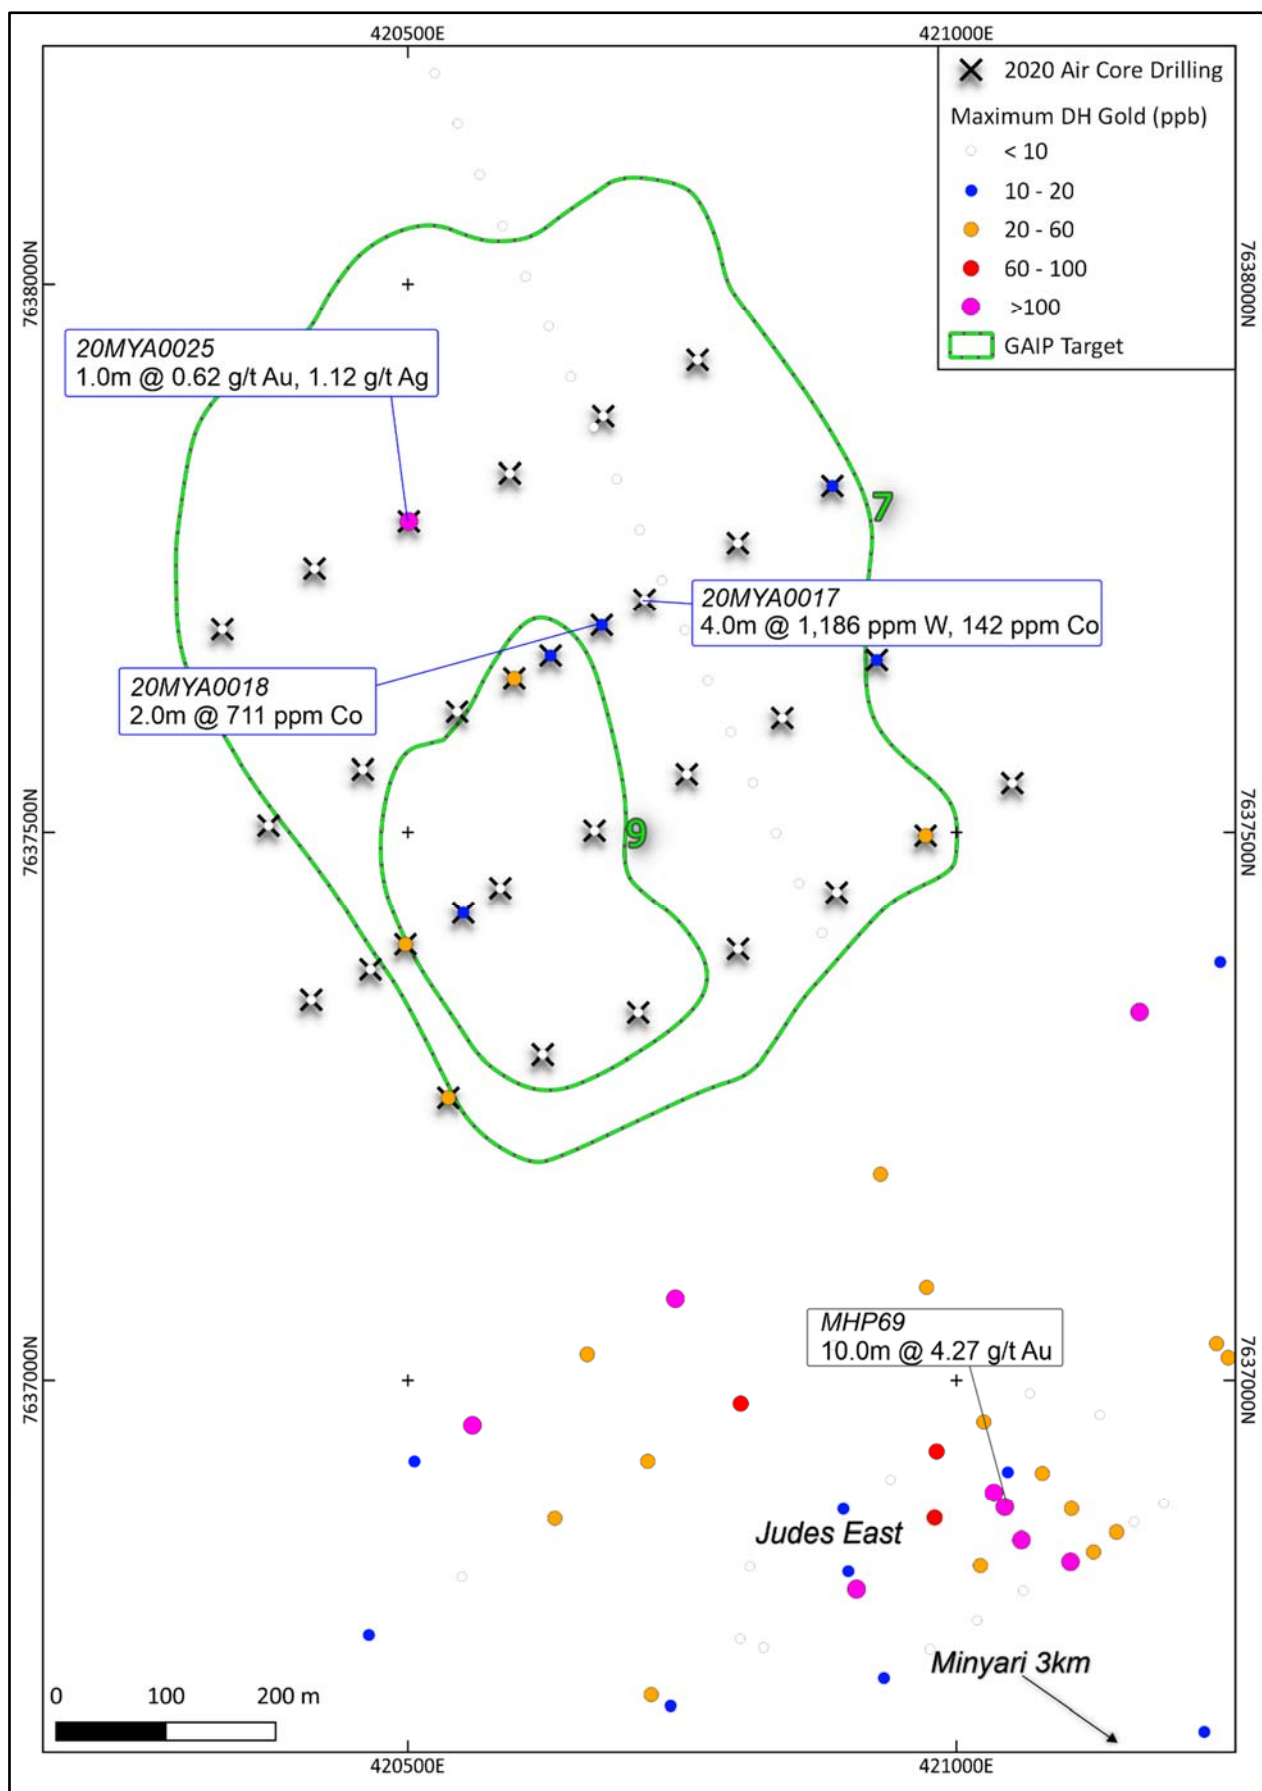 420500E
421000E
2020 Air Core Drilling
Maximum DH Gold (ppb)
< 10
10 - 20
20 - 60
60 - 100
>100
GAIP Target
7638000N
7638000N
20MYA0025
1.0m @ 0.62 g/t Au, 1.12 g/t Ag
7
20MYA0017
4.0m @ 1,186 ppm W, 142 ppm Co
20MYA0018
2.0m @ 711 ppm Co
7637500N
9
7637500N
MHP69
10.0m @ 4.27 g/t Au
7637000N
7637000N
Judes East
Minyari 3km
0 100 200 m
420500E
421000E